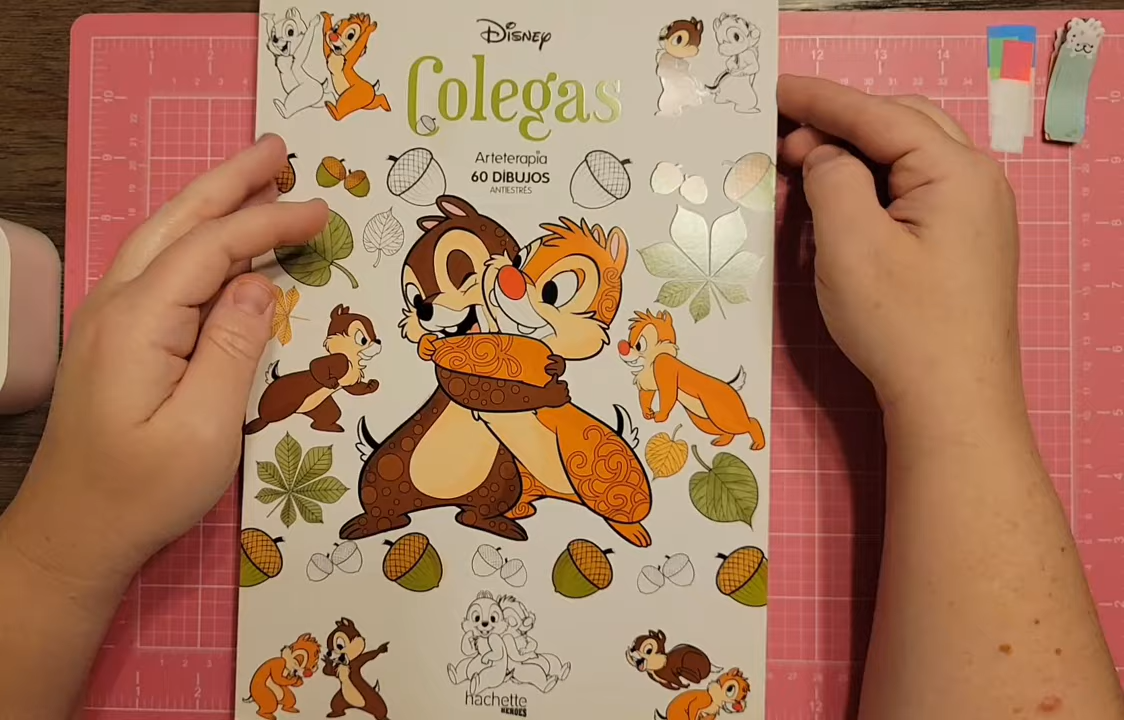 Disney
Colegas
Arteterapia
60 DIBUJOS
ANTIESTRÉS
hachette
HEROES